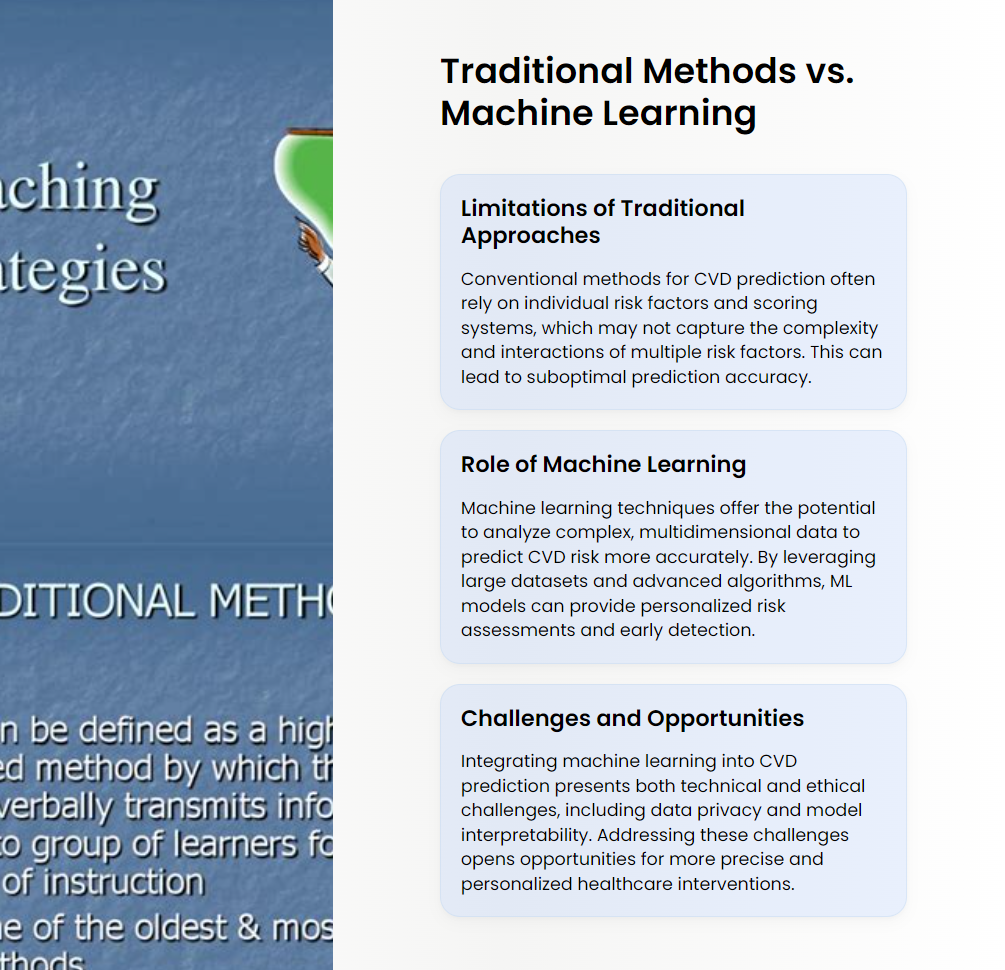 aching
ategies
DITIONAL METHO
n be defined as a high
ed method by which th
verbally transmits info
to group of learners fo
of instruction
ne of the oldest & mos
thods
Traditional Methods vs.
Machine Learning
Limitations of Traditional
Approaches
Conventional methods for CVD prediction often
rely on individual risk factors and scoring
systems, which may not capture the complexity
and interactions of multiple risk factors. This can
lead to suboptimal prediction accuracy.
Role of Machine Learning
Machine learning techniques offer the potential
to analyze complex, multidimensional data to
predict CVD risk more accurately. By leveraging
large datasets and advanced algorithms, ML
models can provide personalized risk
assessments and early detection.
Challenges and Opportunities
Integrating machine learning into CVD
prediction presents both technical and ethical
challenges, including data privacy and model
interpretability. Addressing these challenges
opens opportunities for more precise and
personalized healthcare interventions.